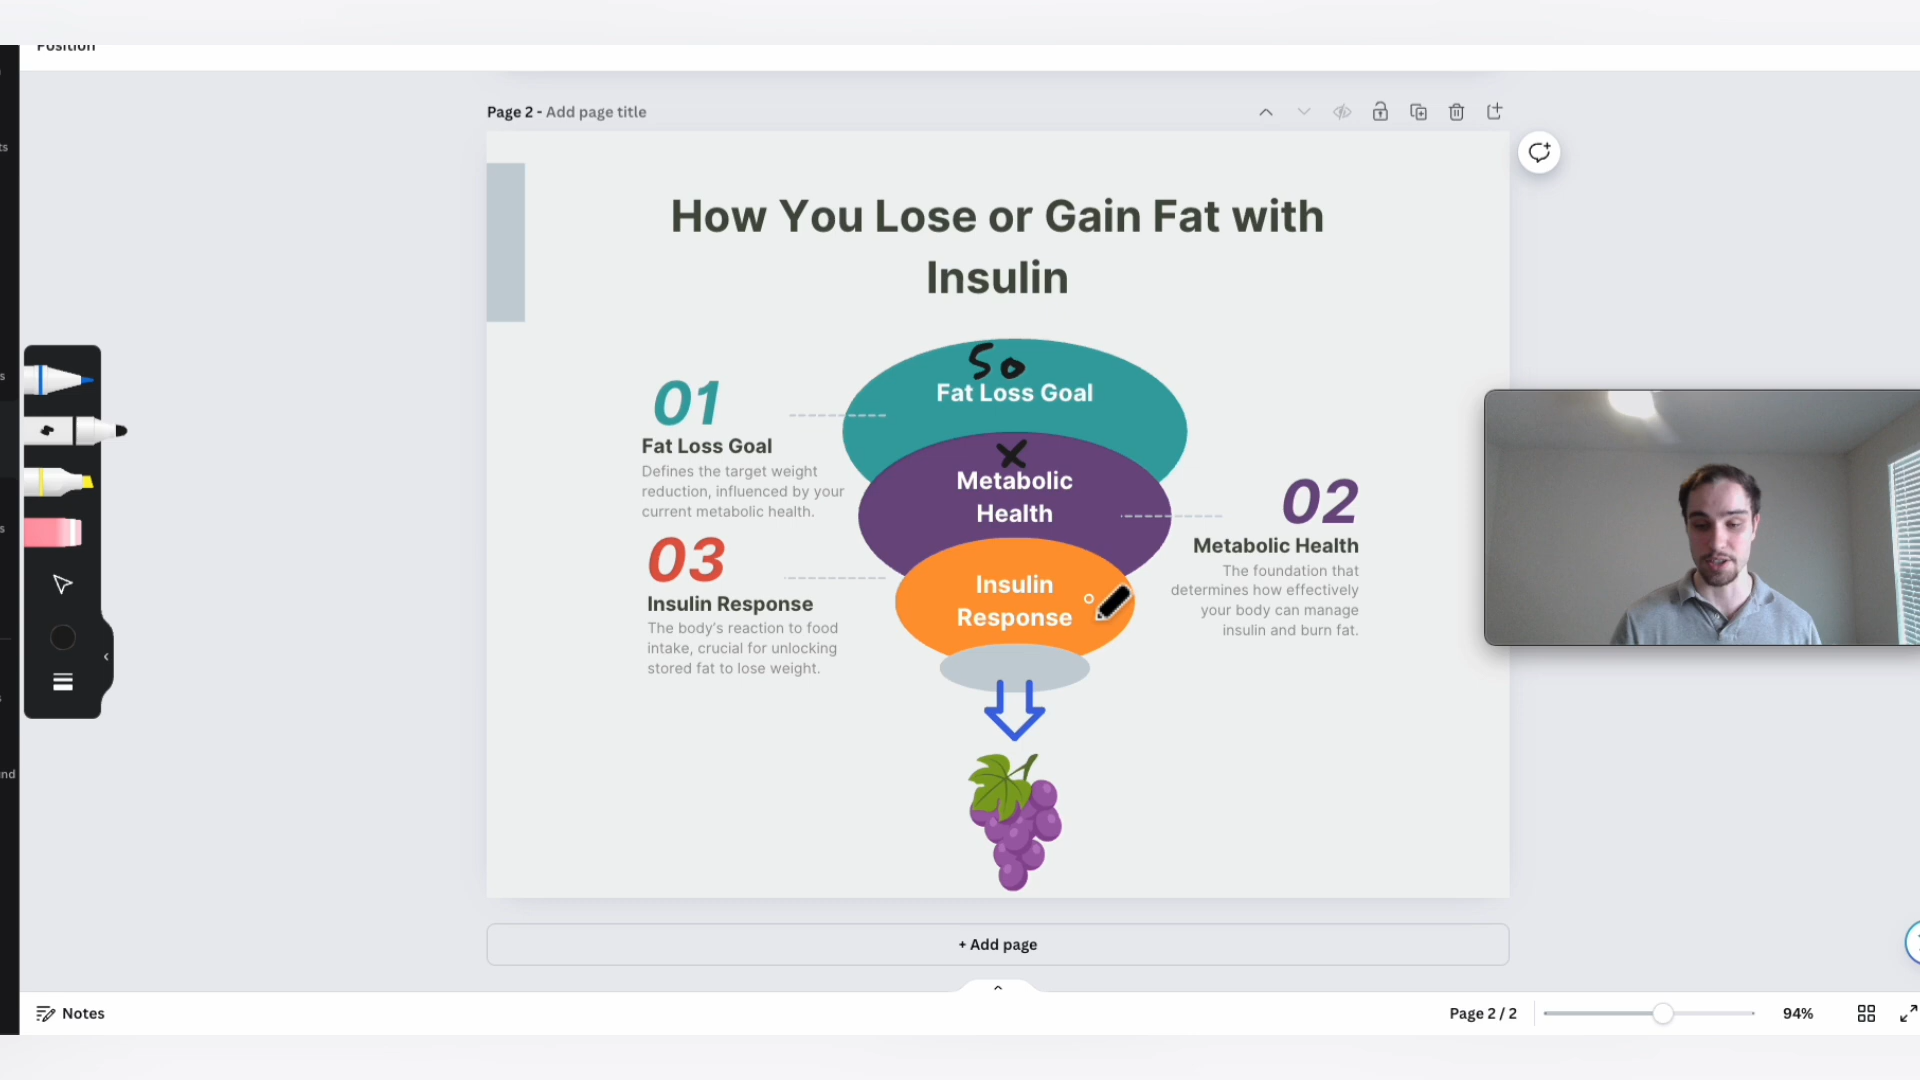 Position
Page 2 - Add page title
How You Lose or Gain Fat with
Insulin
50
Fat Loss Goal
01
Fat Loss Goal
Defines the target weight
reduction, influenced by your
current metabolic health.
X
Metabolic
Health
02
Metabolic Health
The foundation that
determines how effectively
your body can manage
insulin and burn fat.
03
Insulin Response
The body's reaction to food
intake, crucial for unlocking
stored fat to lose weight.
Insulin
Response
+ Add page
Notes
Page 2 / 2
94%